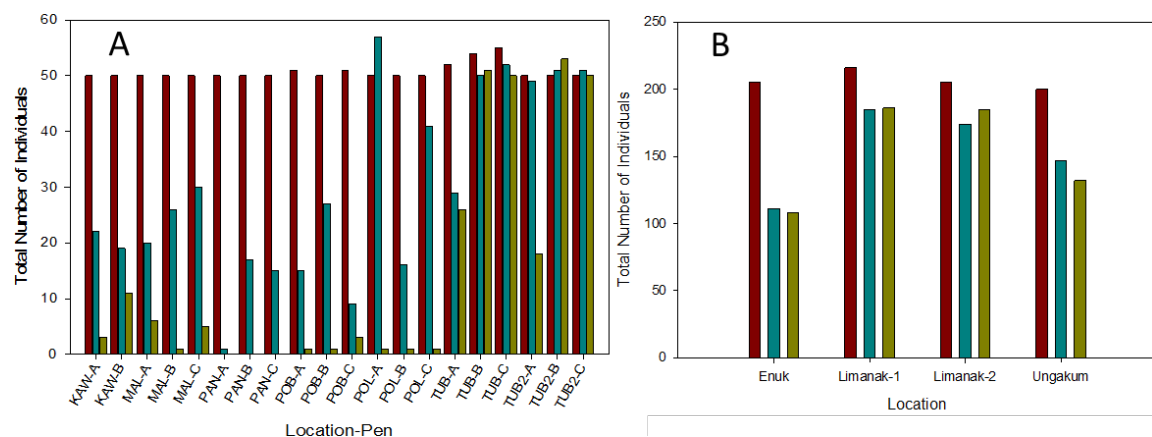 A
Total Number of Individuals
60
50
40
30
20
10
0
KAW-A
KAW-B
MAL-A
MAL-B
MAL-C
PAN-A
PAN-B
PAN-C
POB-A
POB-B
POB-C
POL-A
POL-B
POL-C
TUB-A
TUB-B
TUB-C
TUB2-A
TUB2-B
TUB2-C
Location-Pen
B
Total Number of Individuals
250
200
150
100
50
0
Enuk
Limanak-1
Limanak-2
Ungakum
Location